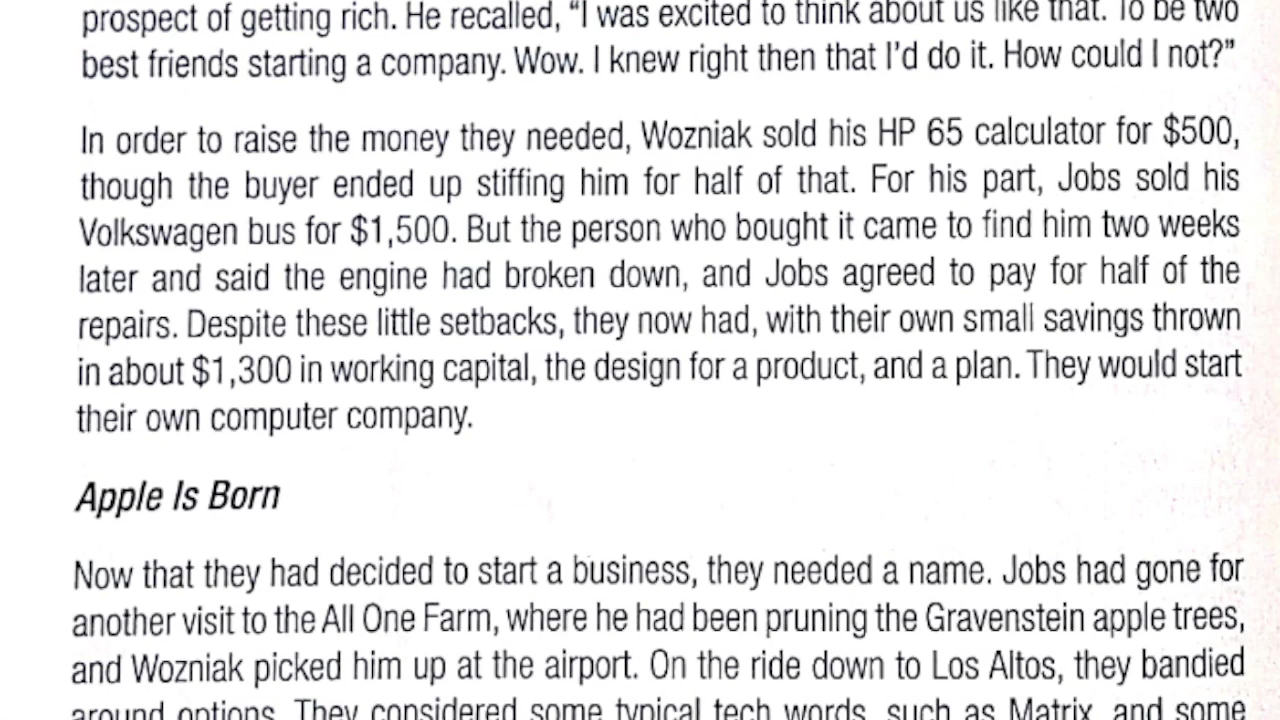 prospect of getting rich. He recalled, “I was excited to think about us like that. To be two
best friends starting a company. Wow. I knew right then that I’d do it. How could I not?”
In order to raise the money they needed, Wozniak sold his HP 65 calculator for $500,
though the buyer ended up stiffing him for half of that. For his part, Jobs sold his
Volkswagen bus for $1,500. But the person who bought it came to find him two weeks
later and said the engine had broken down, and Jobs agreed to pay for half of the
repairs. Despite these little setbacks, they now had, with their own small savings thrown
in about $1,300 in working capital, the design for a product, and a plan. They would start
their own computer company.
Apple Is Born
Now that they had decided to start a business, they needed a name. Jobs had gone for
another visit to the All One Farm, where he had been pruning the Gravenstein apple trees,
and Wozniak picked him up at the airport. On the ride down to Los Altos, they bandied
around options. They considered some typical tech words, such as Matrix, and some